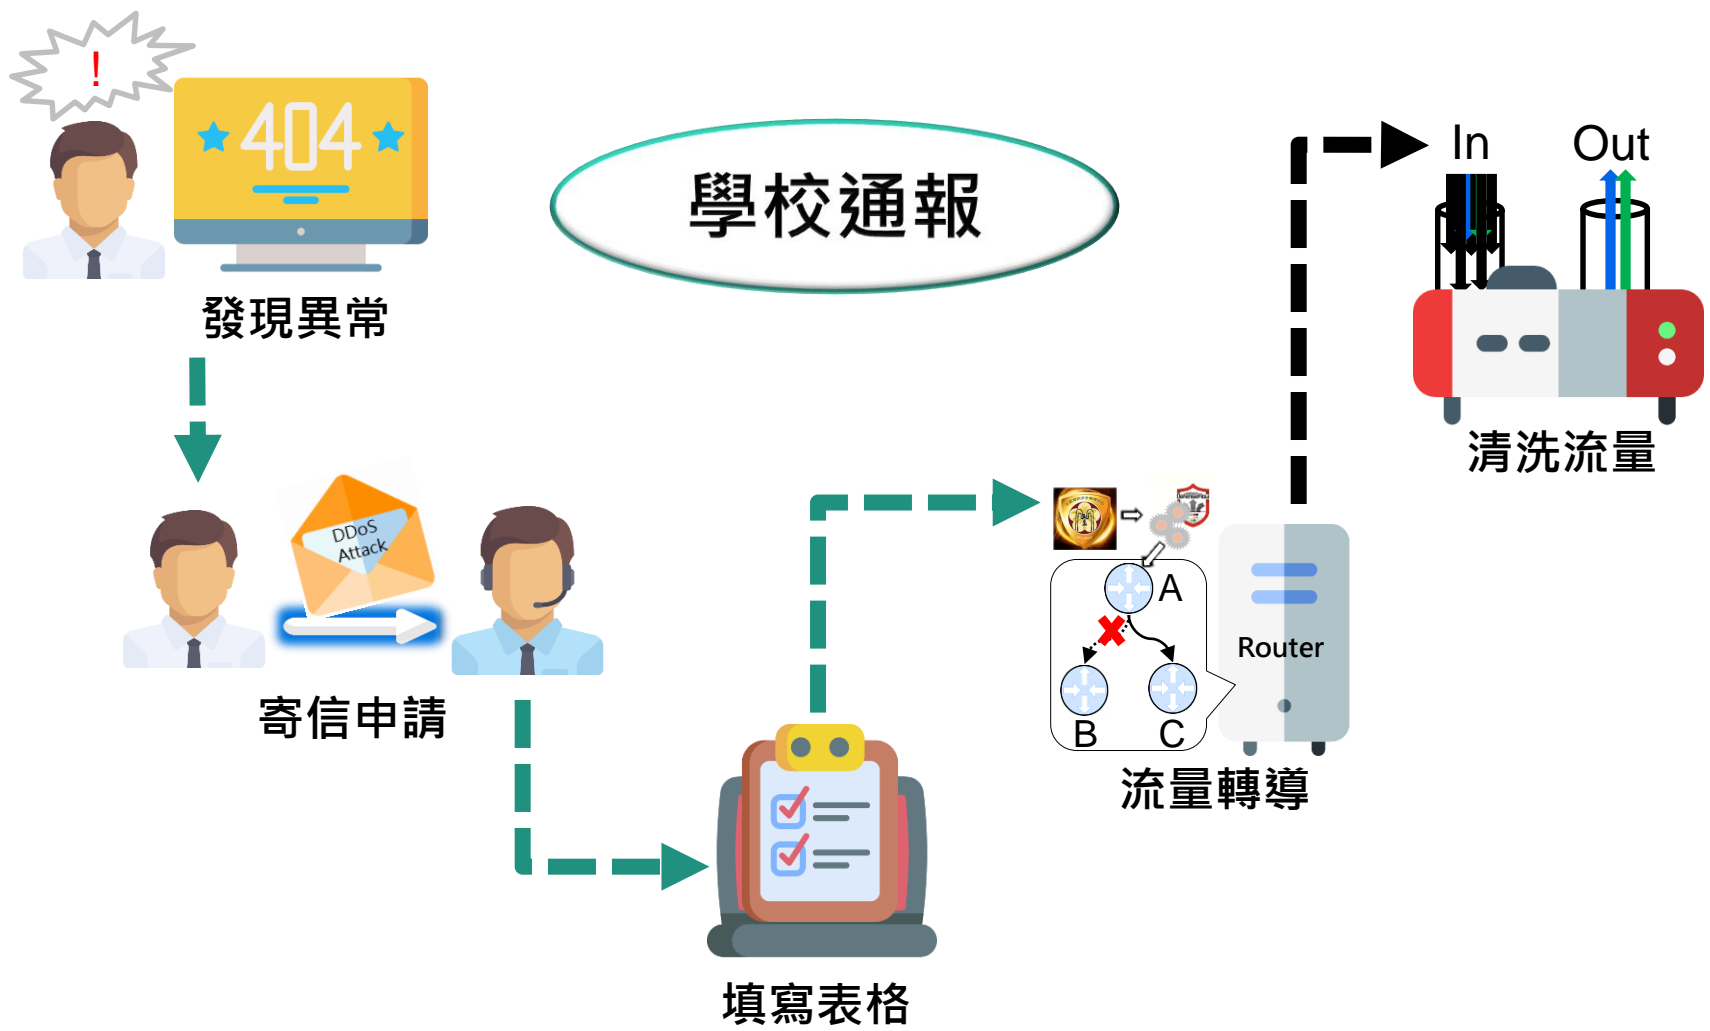 !
404
學校通報
發現異常
DDoS
Attack
寄信申請
填寫表格
A
B
C
Router
流量轉導
In
Out
清洗流量